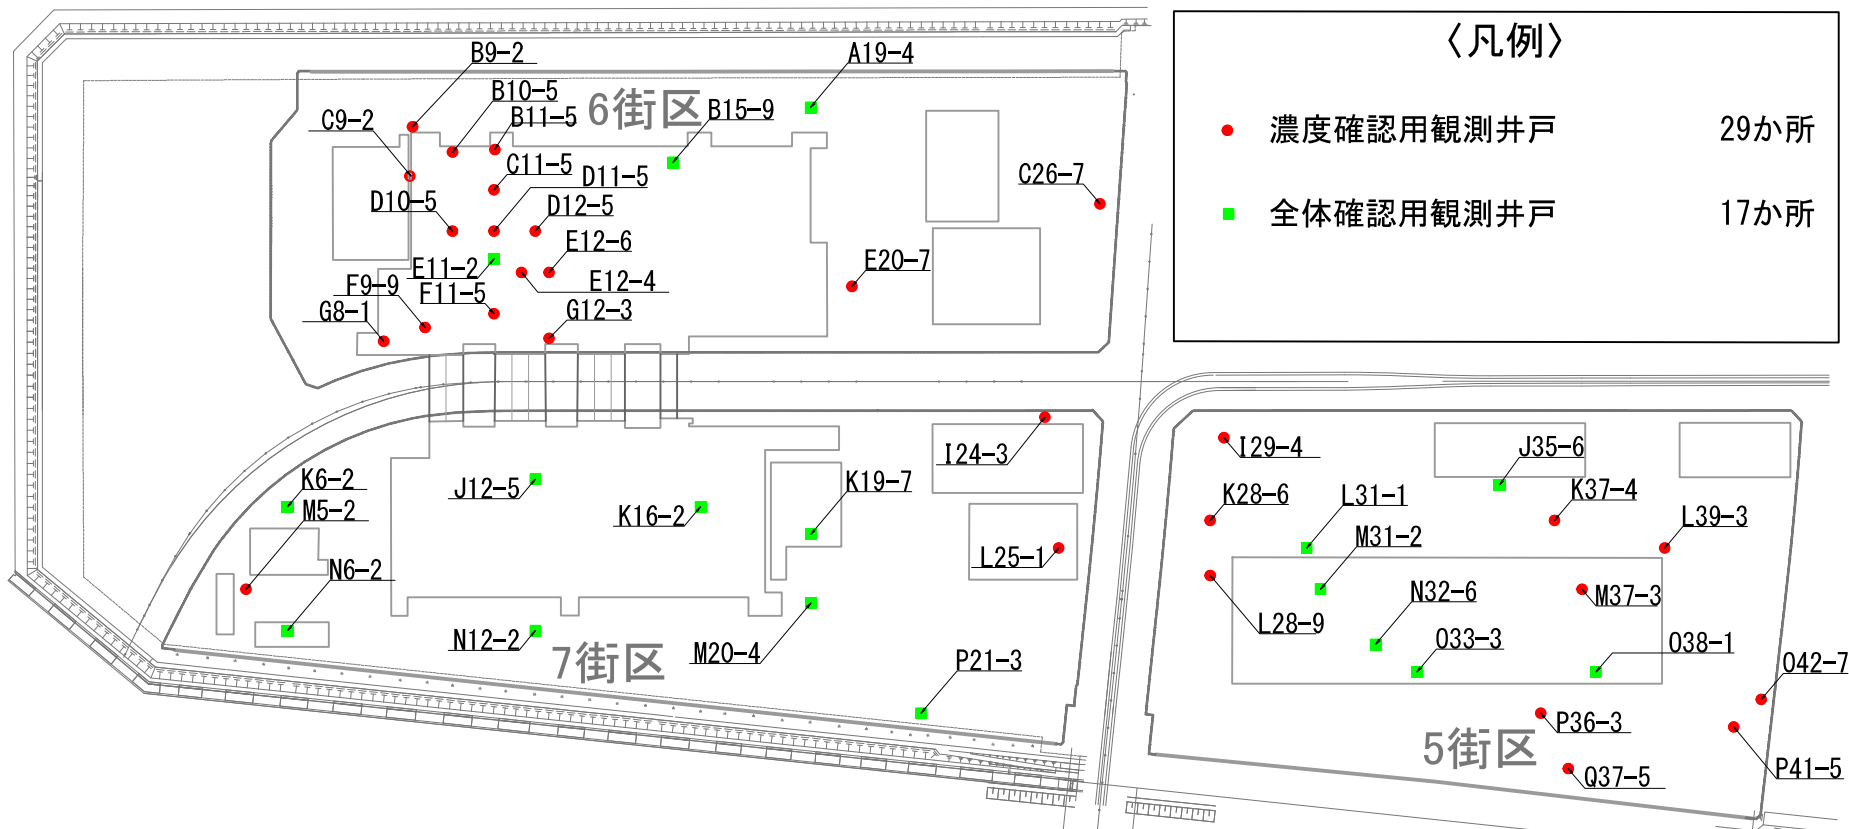 〈凡例〉
濃度確認用観測井戸 29か所
全体確認用観測井戸 17か所
6街区
B9-2
A19-4
B10-5
B11-5
B15-9
C9-2
C11-5
D11-5
C26-7
D10-5
D12-5
E12-6
E11-2
E20-7
E12-4
F9-9
F11-5
G8-1
G12-3
7街区
I24-3
K6-2
J12-5
K19-7
M5-2
K16-2
L25-1
N6-2
N12-2
M20-4
P21-3
5街区
I29-4
J35-6
K28-6
L31-1
K37-4
M31-2
L39-3
N32-6
M37-3
L28-9
O33-3
O38-1
O42-7
P36-3
P41-5
Q37-5